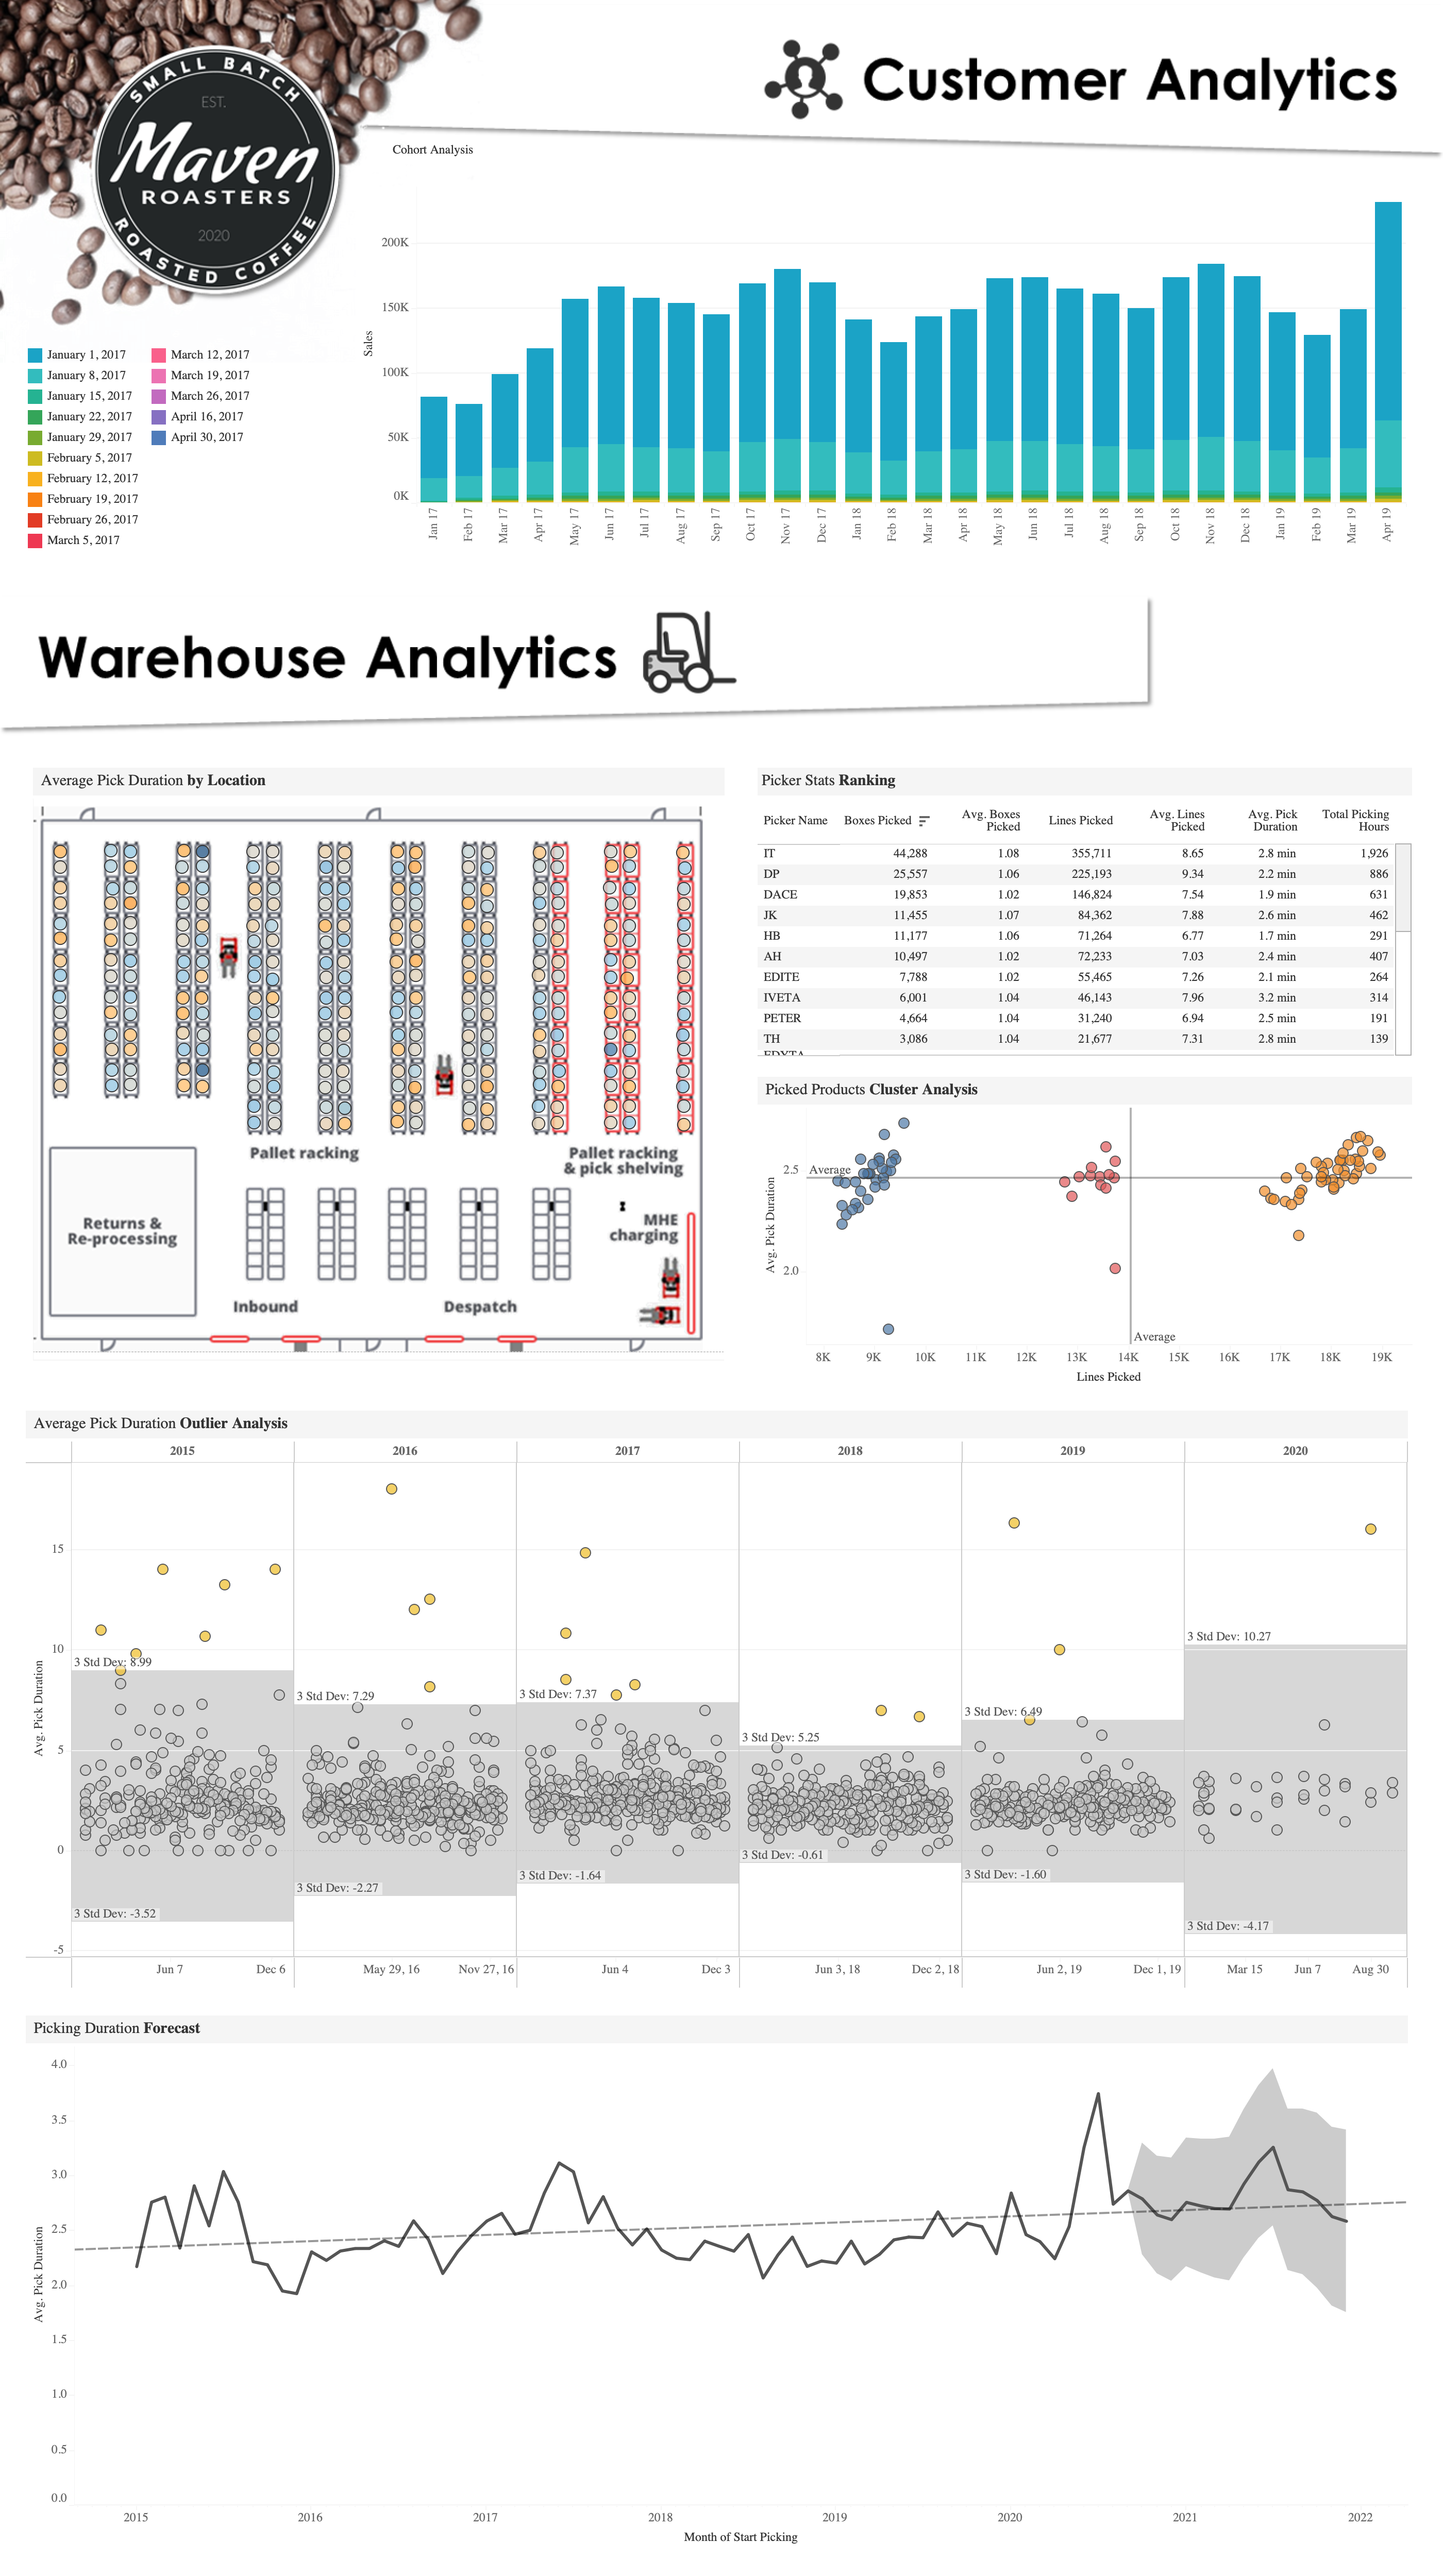 SMALL BATCH
EST.
Maven
ROASTERS
2020
ROASTED COFFEE
Customer Analytics
Cohort Analysis
200K
150K
100K
50K
0K
Sales
Jan 17
Feb 17
Mar 17
Apr 17
May 17
Jun 17
Jul 17
Aug 17
Sep 17
Oct 17
Nov 17
Dec 17
Jan 18
Feb 18
Mar 18
Apr 18
May 18
Jun 18
Jul 18
Aug 18
Sep 18
Oct 18
Nov 18
Dec 18
Jan 19
Feb 19
Mar 19
Apr 19
January 1, 2017
January 8, 2017
January 15, 2017
January 22, 2017
January 29, 2017
February 5, 2017
February 12, 2017
February 19, 2017
February 26, 2017
March 5, 2017
March 12, 2017
March 19, 2017
March 26, 2017
April 16, 2017
April 30, 2017
Warehouse Analytics
Average Pick Duration by Location
Pallet racking
Pallet racking
& pick shelving
Returns &
Re-processing
MHE
charging
Inbound
Despatch
Picker Stats Ranking
Picker Name Boxes Picked Avg. Boxes Picked Lines Picked Avg. Lines Picked Avg. Pick Duration Total Picking Hours
IT 44,288 1.08 355,711 8.65 2.8 min 1,926
DP 25,557 1.06 225,193 9.34 2.2 min 886
DACE 19,853 1.02 146,824 7.54 1.9 min 631
JK 11,455 1.07 84,362 7.88 2.6 min 462
HB 11,177 1.06 71,264 6.77 1.7 min 291
AH 10,497 1.02 72,233 7.03 2.4 min 407
EDITE 7,788 1.02 55,465 7.26 2.1 min 264
IVETA 6,001 1.04 46,143 7.96 3.2 min 314
PETER 4,664 1.04 31,240 6.94 2.5 min 191
TH 3,086 1.04 21,677 7.31 2.8 min 139
Picked Products Cluster Analysis
Avg. Pick Duration
2.5
2.0
Average
Average
8K 9K 10K 11K 12K 13K 14K 15K 16K 17K 18K 19K
Lines Picked
Average Pick Duration Outlier Analysis
2015 2016 2017 2018 2019 2020
Avg. Pick Duration
15
10
5
0
-5
3 Std Dev: 8.99
3 Std Dev: -3.52
3 Std Dev: 7.29
3 Std Dev: -2.27
3 Std Dev: 7.37
3 Std Dev: -1.64
3 Std Dev: 5.25
3 Std Dev: -0.61
3 Std Dev: 6.49
3 Std Dev: -1.60
3 Std Dev: 10.27
3 Std Dev: -4.17
Jun 7 Dec 6 May 29, 16 Nov 27, 16 Jun 4 Dec 3 Jun 3, 18 Dec 2, 18 Jun 2, 19 Dec 1, 19 Mar 15 Jun 7 Aug 30
Picking Duration Forecast
Avg. Pick Duration
4.0
3.5
3.0
2.5
2.0
1.5
1.0
0.5
0.0
2015 2016 2017 2018 2019 2020 2021 2022
Month of Start Picking